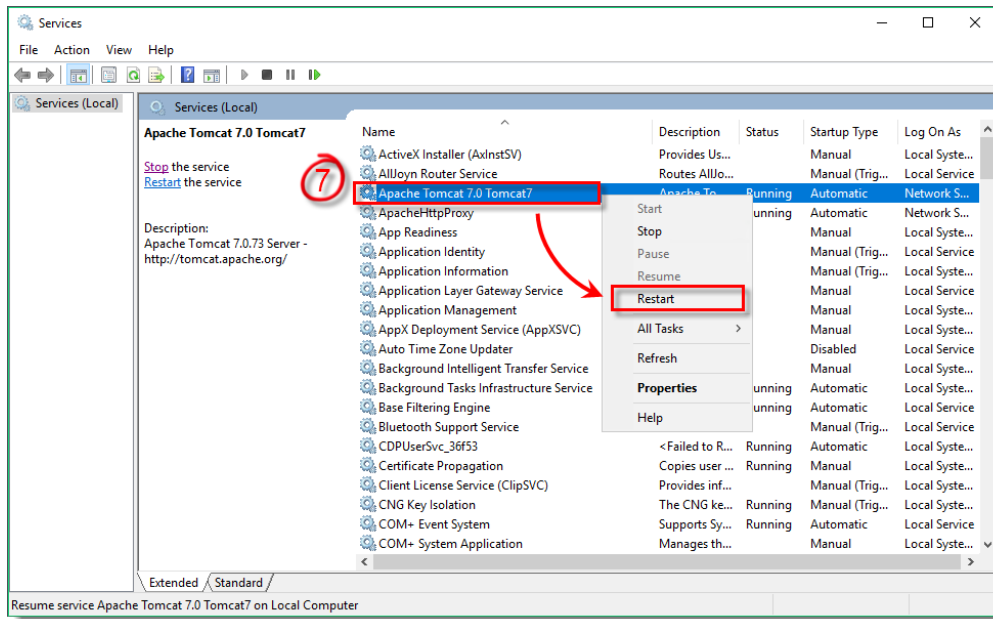 Services
File Action View Help
Services (Local)
Services (Local)
Apache Tomcat 7.0 Tomcat7
Stop the service
Restart the service
Description:
Apache Tomcat 7.0.73 Server -
http://tomcat.apache.org/
7
Name Description Status Startup Type Log On As
ActiveX Installer (AxInstSV) Provides Us... Manual Local Syste...
AllJoyn Router Service Routes AllJo... Manual (Trig... Local Service
Apache Tomcat 7.0 Tomcat7 Apache To... Running Automatic Network S...
ApacheHttpProxy unning Automatic Network S...
App Readiness Manual Local Syste...
Application Identity Manual (Trig... Local Service
Application Information Manual (Trig... Local Syste...
Application Layer Gateway Service Manual Local Service
Application Management Manual Local Syste...
AppX Deployment Service (AppXSVC) Manual Local Syste...
Auto Time Zone Updater Disabled Local Service
Background Intelligent Transfer Service Manual Local Syste...
Background Tasks Infrastructure Service unning Automatic Local Syste...
Base Filtering Engine unning Automatic Local Service
Bluetooth Support Service Manual (Trig... Local Service
CDPUserSvc_36f53 <Failed to R... Running Automatic Local Syste...
Certificate Propagation Copies user ... Running Manual Local Syste...
Client License Service (ClipSVC) Provides inf... Manual (Trig... Local Syste...
CNG Key Isolation The CNG ke... Running Manual (Trig... Local Syste...
COM+ Event System Supports Sy... Running Automatic Local Service
COM+ System Application Manages th... Manual Local Syste...
Start
Stop
Pause
Resume
Restart
All Tasks
Refresh
Properties
Help
Extended Standard
Resume service Apache Tomcat 7.0 Tomcat7 on Local Computer